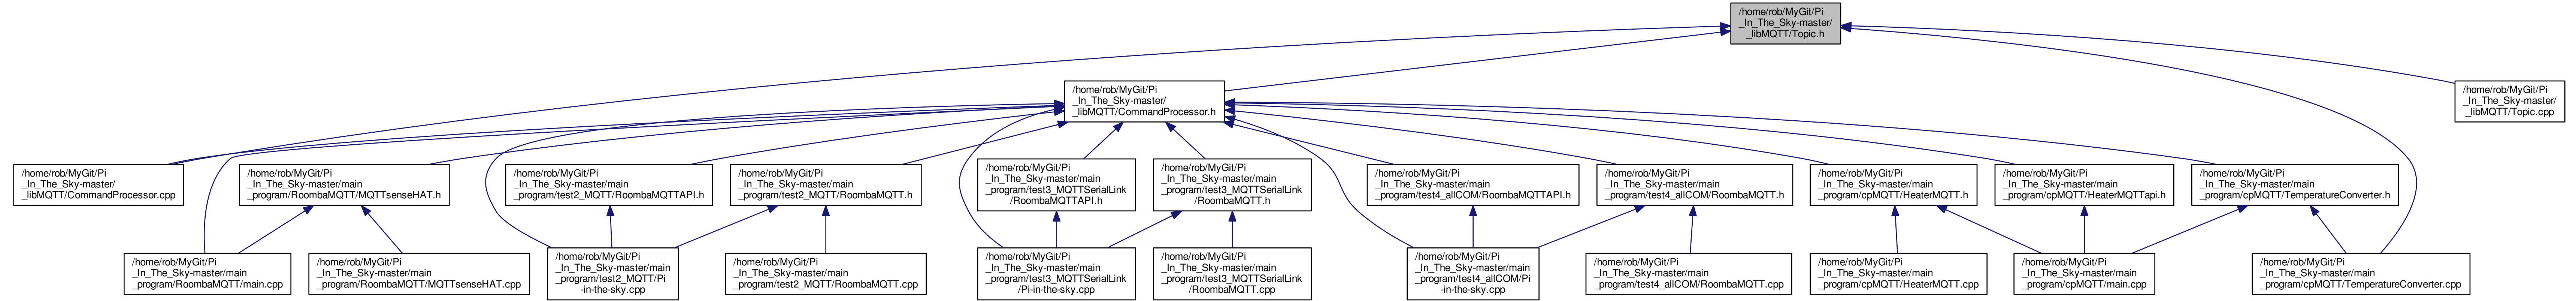 /home/rob/MyGit/Pi
_In_The_Sky-master/
_libMQTT/Topic.h
/home/rob/MyGit/Pi
_In_The_Sky-master/
_libMQTT/CommandProcessor.h
/home/rob/MyGit/Pi
_In_The_Sky-master/
_libMQTT/Topic.cpp
/home/rob/MyGit/Pi
_In_The_Sky-master/
_libMQTT/CommandProcessor.cpp
/home/rob/MyGit/Pi
_In_The_Sky-master/main
_program/RoombaMQTT/MQTTsenseHAT.h
/home/rob/MyGit/Pi
_In_The_Sky-master/main
_program/test2_MQTT/RoombaMQTTAPI.h
/home/rob/MyGit/Pi
_In_The_Sky-master/main
_program/test2_MQTT/RoombaMQTT.h
/home/rob/MyGit/Pi
_In_The_Sky-master/main
_program/test3_MQTTSerialLink
/RoombaMQTTAPI.h
/home/rob/MyGit/Pi
_In_The_Sky-master/main
_program/test3_MQTTSerialLink
/RoombaMQTT.h
/home/rob/MyGit/Pi
_In_The_Sky-master/main
_program/test4_allCOM/RoombaMQTTAPI.h
/home/rob/MyGit/Pi
_In_The_Sky-master/main
_program/test4_allCOM/RoombaMQTT.h
/home/rob/MyGit/Pi
_In_The_Sky-master/main
_program/cpMQTT/HeaterMQTT.h
/home/rob/MyGit/Pi
_In_The_Sky-master/main
_program/cpMQTT/HeaterMQTTapi.h
/home/rob/MyGit/Pi
_In_The_Sky-master/main
_program/cpMQTT/TemperatureConverter.h
/home/rob/MyGit/Pi
_In_The_Sky-master/main
_program/RoombaMQTT/main.cpp
/home/rob/MyGit/Pi
_In_The_Sky-master/main
_program/RoombaMQTT/MQTTsenseHAT.cpp
/home/rob/MyGit/Pi
_In_The_Sky-master/main
_program/test2_MQTT/Pi
-in-the-sky.cpp
/home/rob/MyGit/Pi
_In_The_Sky-master/main
_program/test2_MQTT/RoombaMQTT.cpp
/home/rob/MyGit/Pi
_In_The_Sky-master/main
_program/test3_MQTTSerialLink
/Pi-in-the-sky.cpp
/home/rob/MyGit/Pi
_In_The_Sky-master/main
_program/test3_MQTTSerialLink
/RoombaMQTT.cpp
/home/rob/MyGit/Pi
_In_The_Sky-master/main
_program/test4_allCOM/Pi
-in-the-sky.cpp
/home/rob/MyGit/Pi
_In_The_Sky-master/main
_program/test4_allCOM/RoombaMQTT.cpp
/home/rob/MyGit/Pi
_In_The_Sky-master/main
_program/cpMQTT/HeaterMQTT.cpp
/home/rob/MyGit/Pi
_In_The_Sky-master/main
_program/cpMQTT/main.cpp
/home/rob/MyGit/Pi
_In_The_Sky-master/main
_program/cpMQTT/TemperatureConverter.cpp